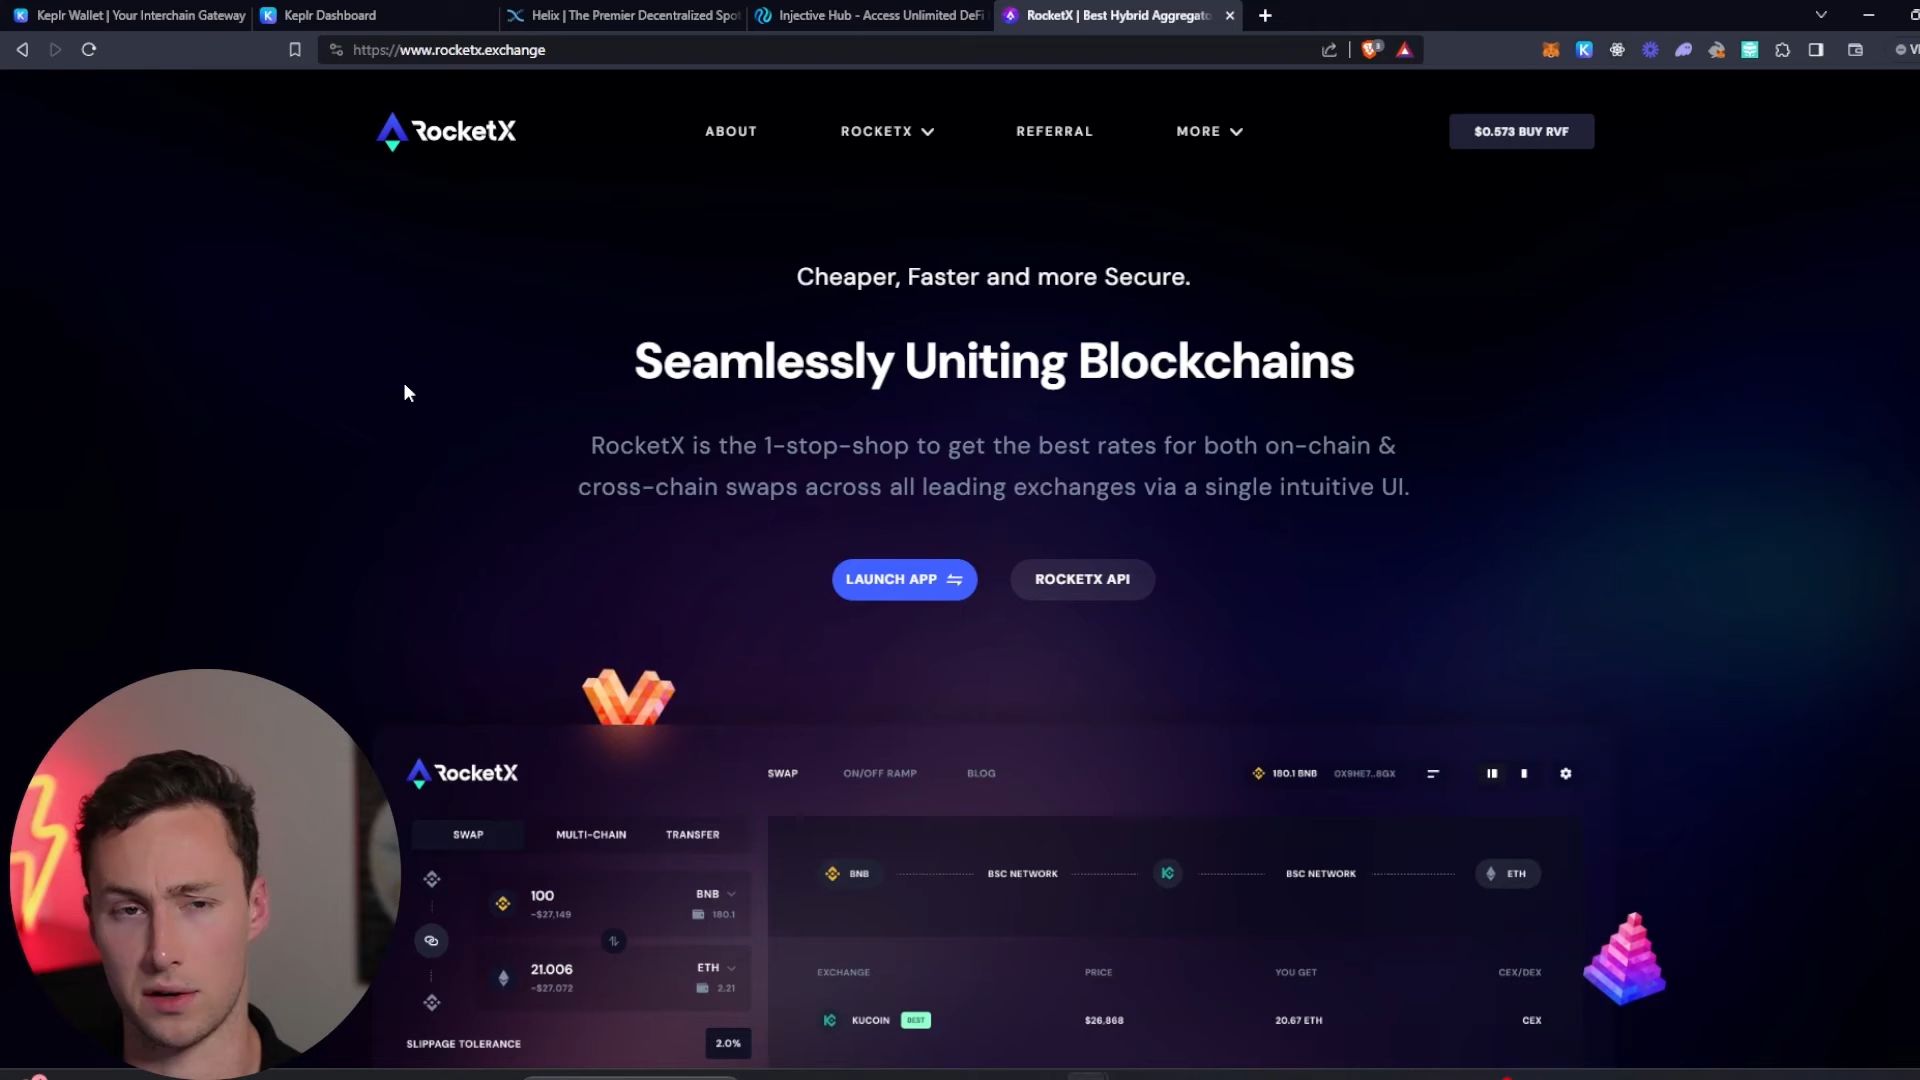 Keplr Wallet | Your Interchain Gateway
Keplr Dashboard
Helix | The Premier Decentralized Spot
Injective Hub - Access Unlimited DeFi
RocketX | Best Hybrid Aggregato
https://www.rocketx.exchange
RocketX
ABOUT
ROCKETX
REFERRAL
MORE
$0.573 BUY RVF
Cheaper, Faster and more Secure.
Seamlessly Uniting Blockchains
RocketX is the 1-stop-shop to get the best rates for both on-chain &
cross-chain swaps across all leading exchanges via a single intuitive UI.
LAUNCH APP
ROCKETX API
RocketX
SWAP
ON/OFF RAMP
BLOG
180.1 BNB
0X9HE7..8GX
SWAP
MULTI-CHAIN
TRANSFER
BNB
BSC NETWORK
BSC NETWORK
ETH
100
BNB
~$27,149
180.1
21.006
ETH
~$27.072
2.21
EXCHANGE
PRICE
YOU GET
CEX/DEX
KUCOIN
BEST
$26,868
20.67 ETH
CEX
SLIPPAGE TOLERANCE
2.0%